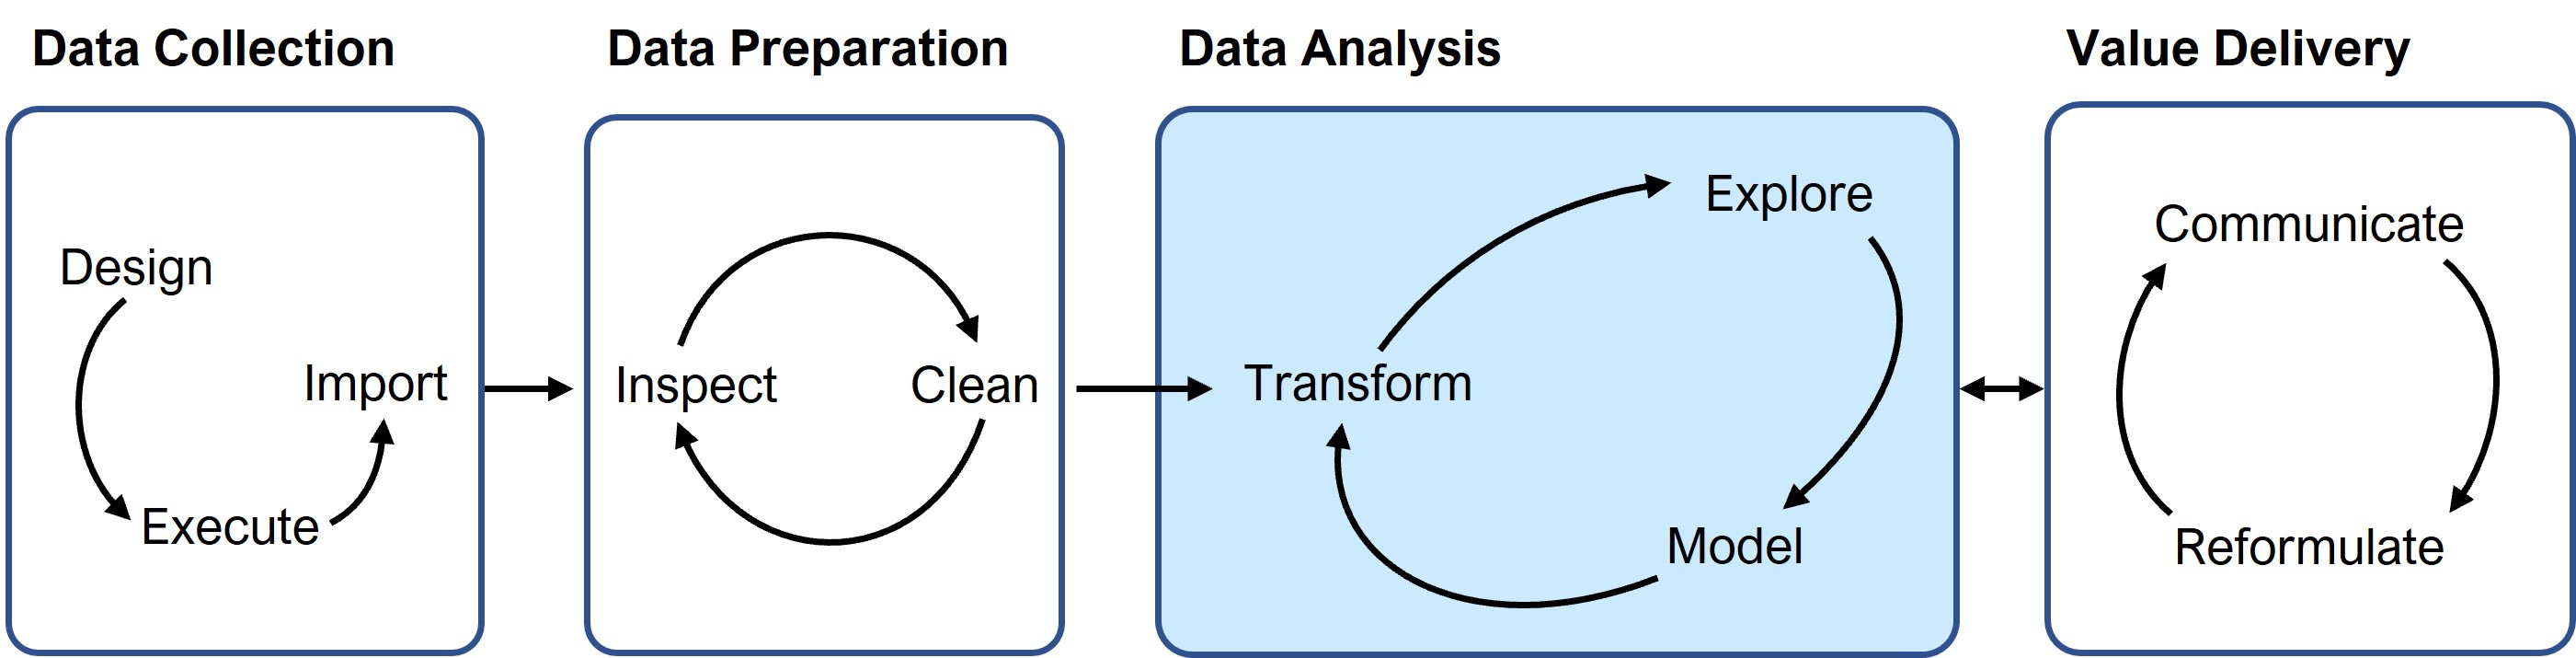 Data Collection
Design
Import
Execute
Data Preparation
Inspect
Clean
Data Analysis
Explore
Transform
Model
Value Delivery
Communicate
Reformulate